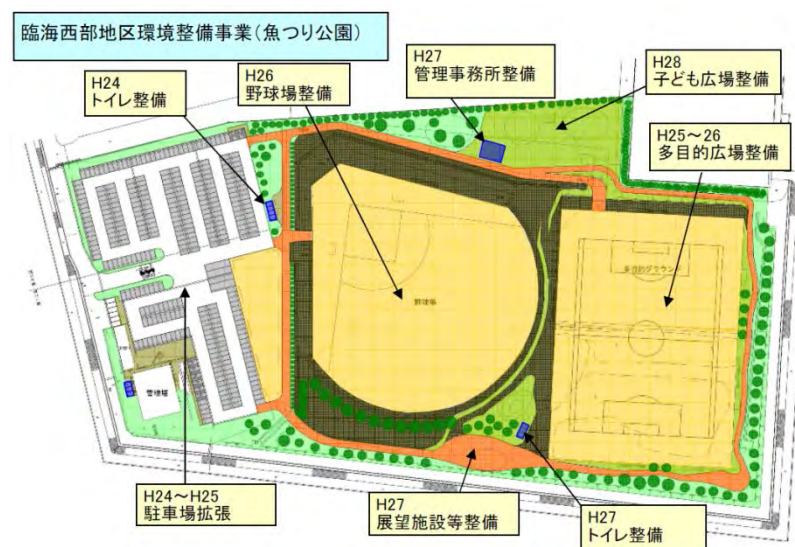 臨海西部地区環境整備事業(魚つり公園)
H24
トイレ整備
H26
野球場整備
H27
管理事務所整備
H28
子ども広場整備
H25～26
多目的広場整備
多目的グラウンド
野球場
管理棟
H24～H25
駐車場拡張
H27
展望施設等整備
H27
トイレ整備